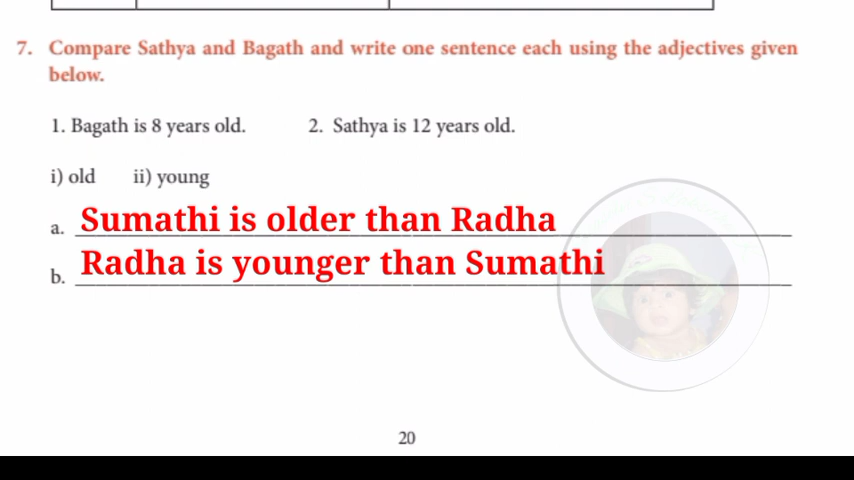 7. Compare Sathya and Bagath and write one sentence each using the adjectives given
below.
1. Bagath is 8 years old. 2. Sathya is 12 years old.
i) old ii) young
a. Sumathi is older than Radha
b. Radha is younger than Sumathi
20